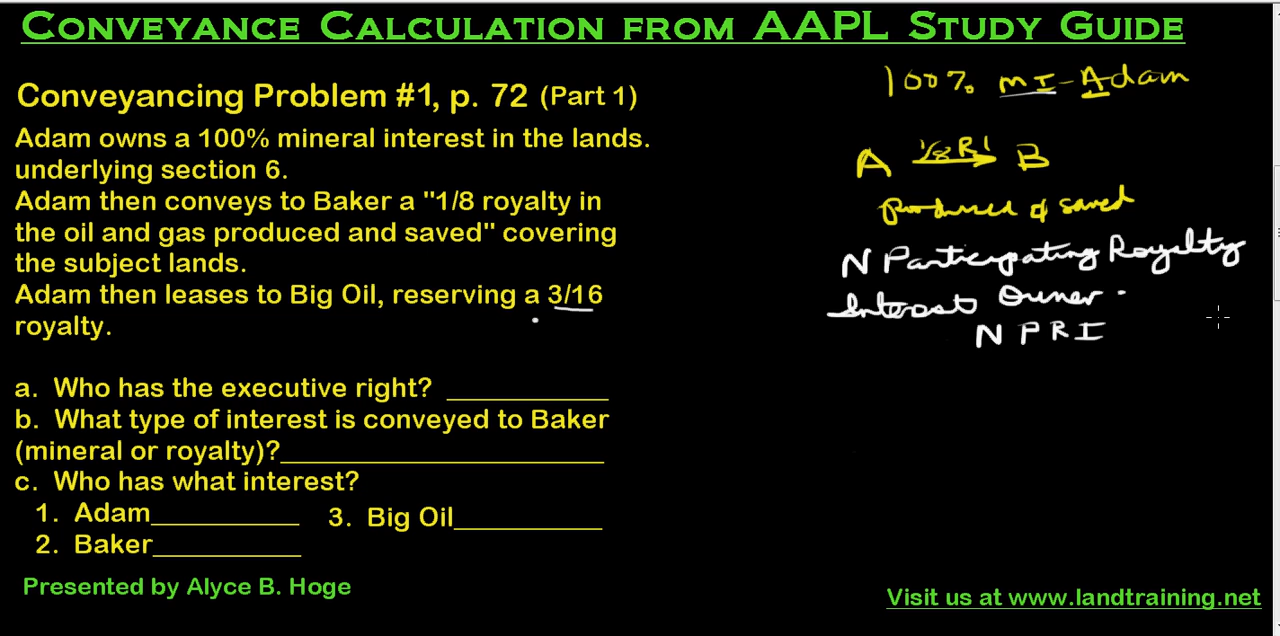 CONVEYANCE CALCULATION FROM AAPL STUDY GUIDE
Conveyancing Problem #1, p. 72 (Part 1)
Adam owns a 100% mineral interest in the lands.
underlying section 6.
Adam then conveys to Baker a "1/8 royalty in
the oil and gas produced and saved" covering
the subject lands.
Adam then leases to Big Oil, reserving a 3/16
royalty.
a. Who has the executive right? ___________
b. What type of interest is conveyed to Baker
(mineral or royalty)?______________________
c. Who has what interest?
1. Adam__________ 3. Big Oil__________
2. Baker__________
Presented by Alyce B. Hoge
100% MI - Adam
A 1/8 RI B
produced & saved
N Participating Royalty
Interest Owner -
N P R I
Visit us at www.landtraining.net